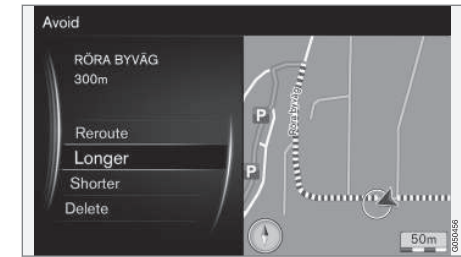 Avoid
RÖRA BYVÄG
300m
Reroute
Longer
Shorter
Delete
P
P
Röra byväg
50m
G050456